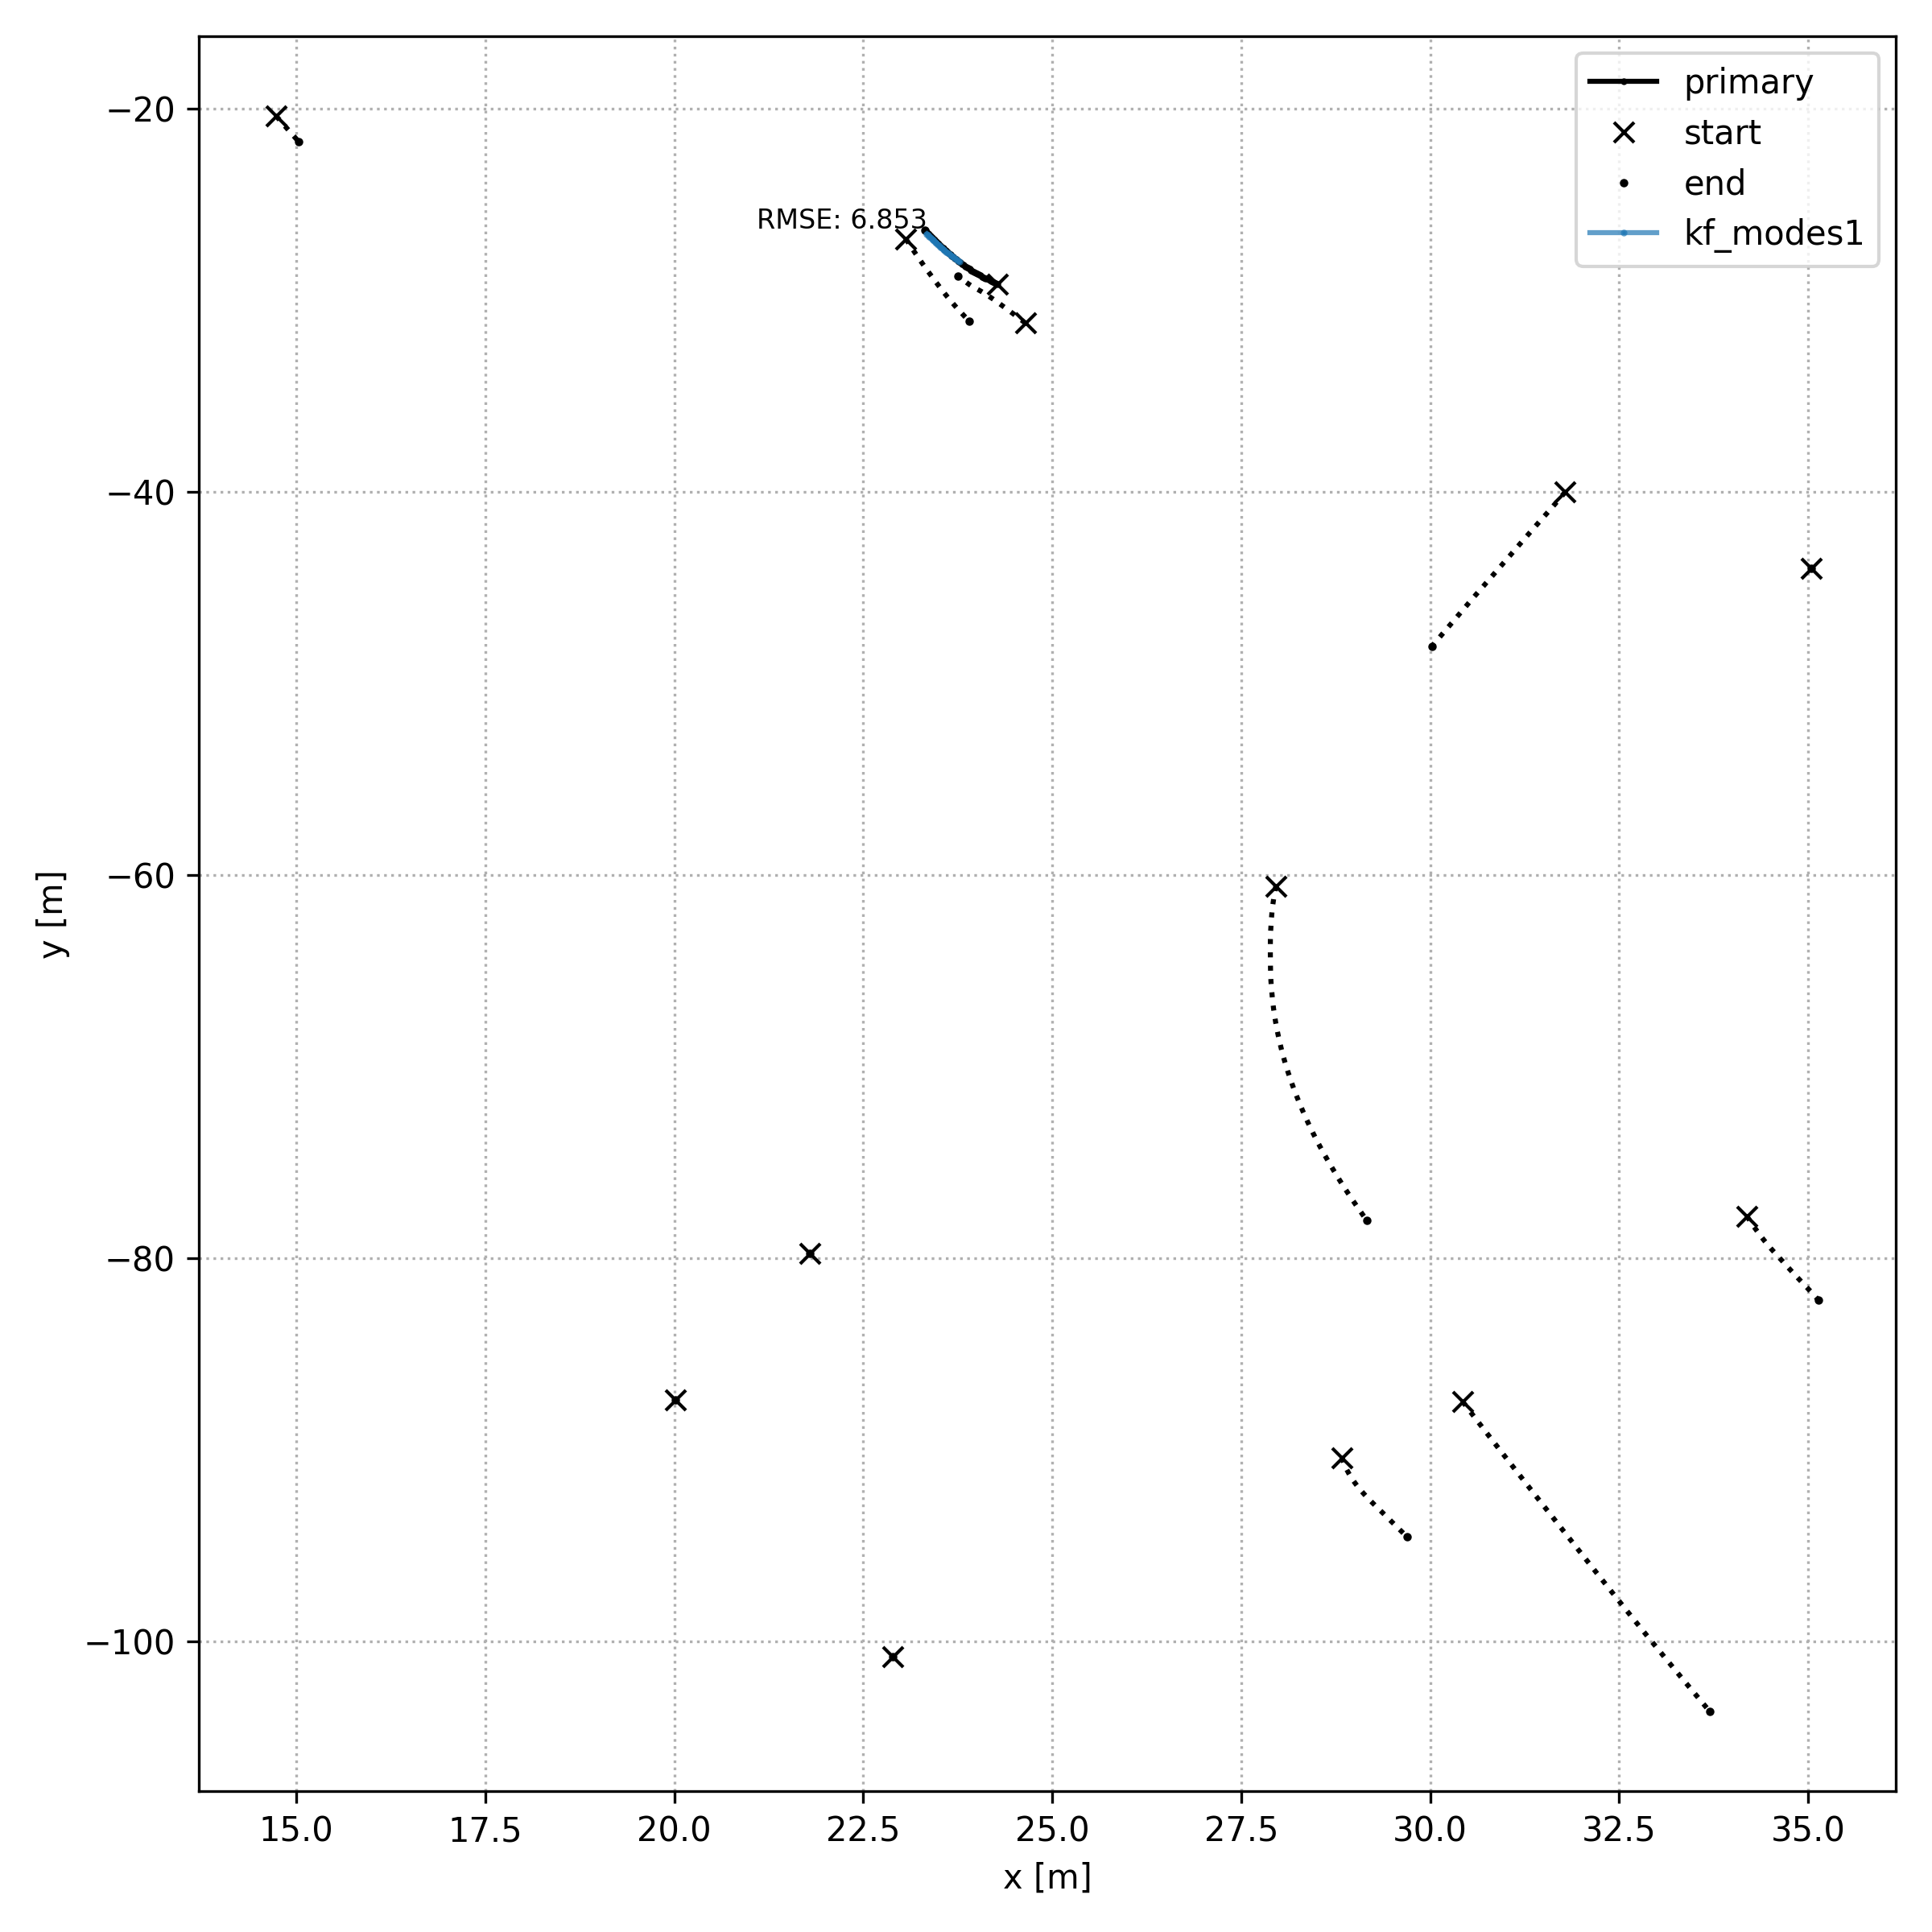 primary
start
end
kf_modes1
RMSE: 6.853
−20
−40
−60
−80
−100
y [m]
15.0 17.5 20.0 22.5 25.0 27.5 30.0 32.5 35.0
x [m]